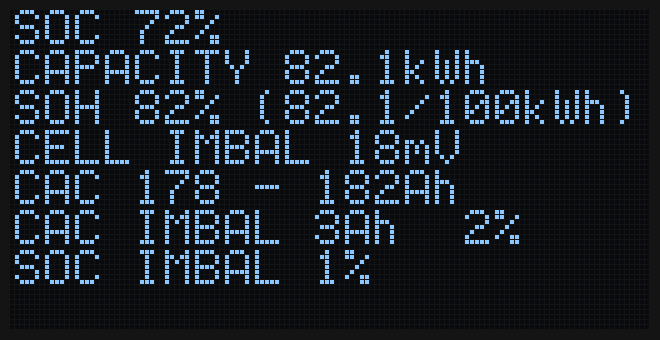 SOC 72%
CAPACITY 82.1kWh
SOH 82% (82.1/100kWh)
CELL IMBAL 18mV
CAC 178 - 182Ah
CAC IMBAL 3Ah 2%
SOC IMBAL 1%